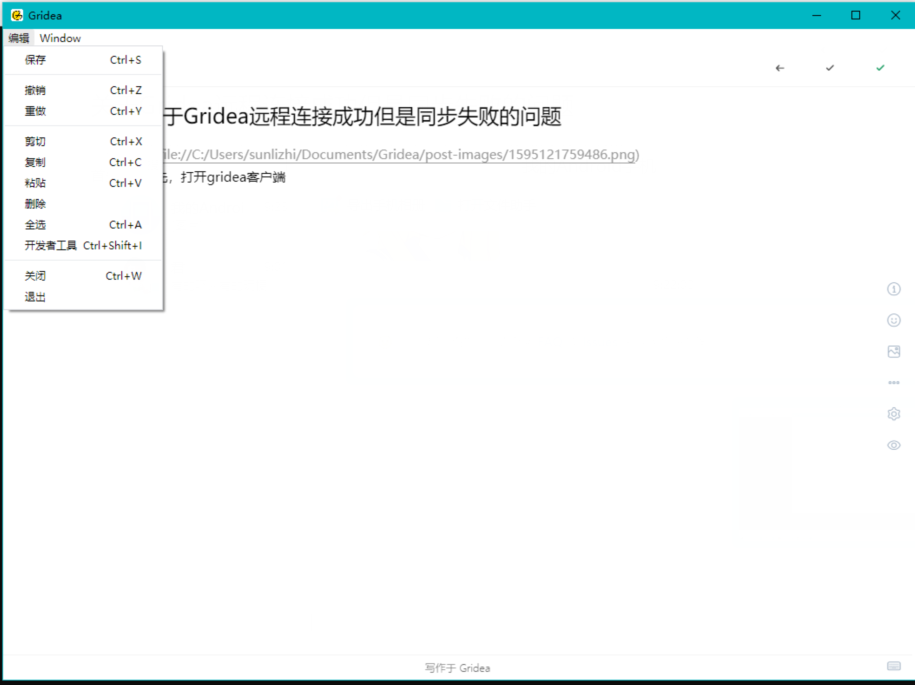 Gridea
编辑 Window
保存 Ctrl+S
撤销 Ctrl+Z
重做 Ctrl+Y
剪切 Ctrl+X
复制 Ctrl+C
粘贴 Ctrl+V
删除
全选 Ctrl+A
开发者工具 Ctrl+Shift+I
关闭 Ctrl+W
退出
于Gridea远程连接成功但是同步失败的问题
ile://C:/Users/sunlizhi/Documents/Gridea/post-images/1595121759486.png)
，打开gridea客户端
写作于 Gridea